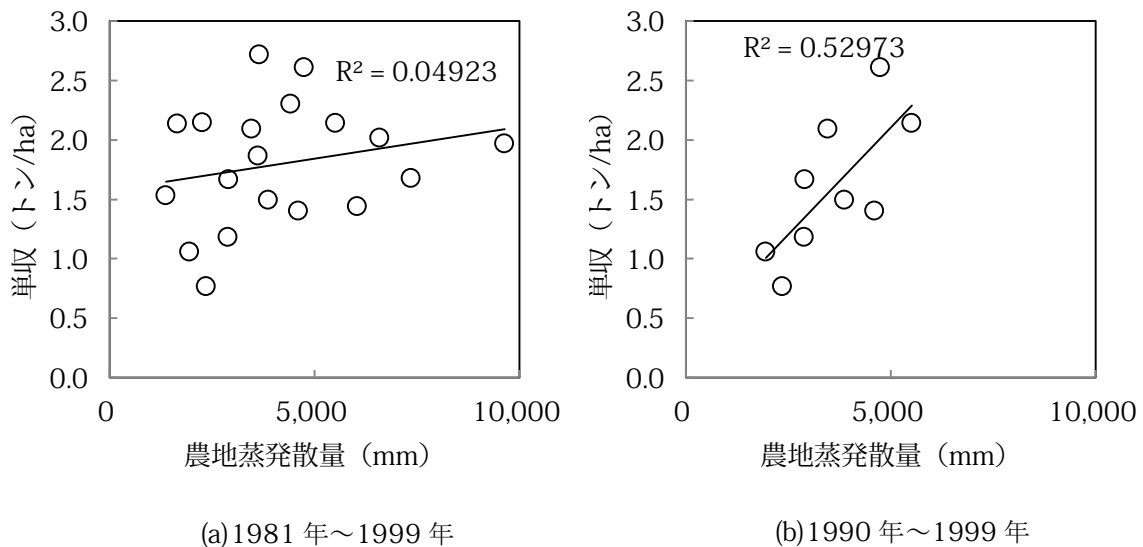 3.0
2.5
2.0
1.5
1.0
0.5
0.0
単収（トン/ha）
R² = 0.04923
0
5,000
10,000
農地蒸発散量（mm）
(a)1981 年～1999 年
3.0
2.5
2.0
1.5
1.0
0.5
0.0
単収（トン/ha）
R² = 0.52973
0
5,000
10,000
農地蒸発散量（mm）
(b)1990 年～1999 年